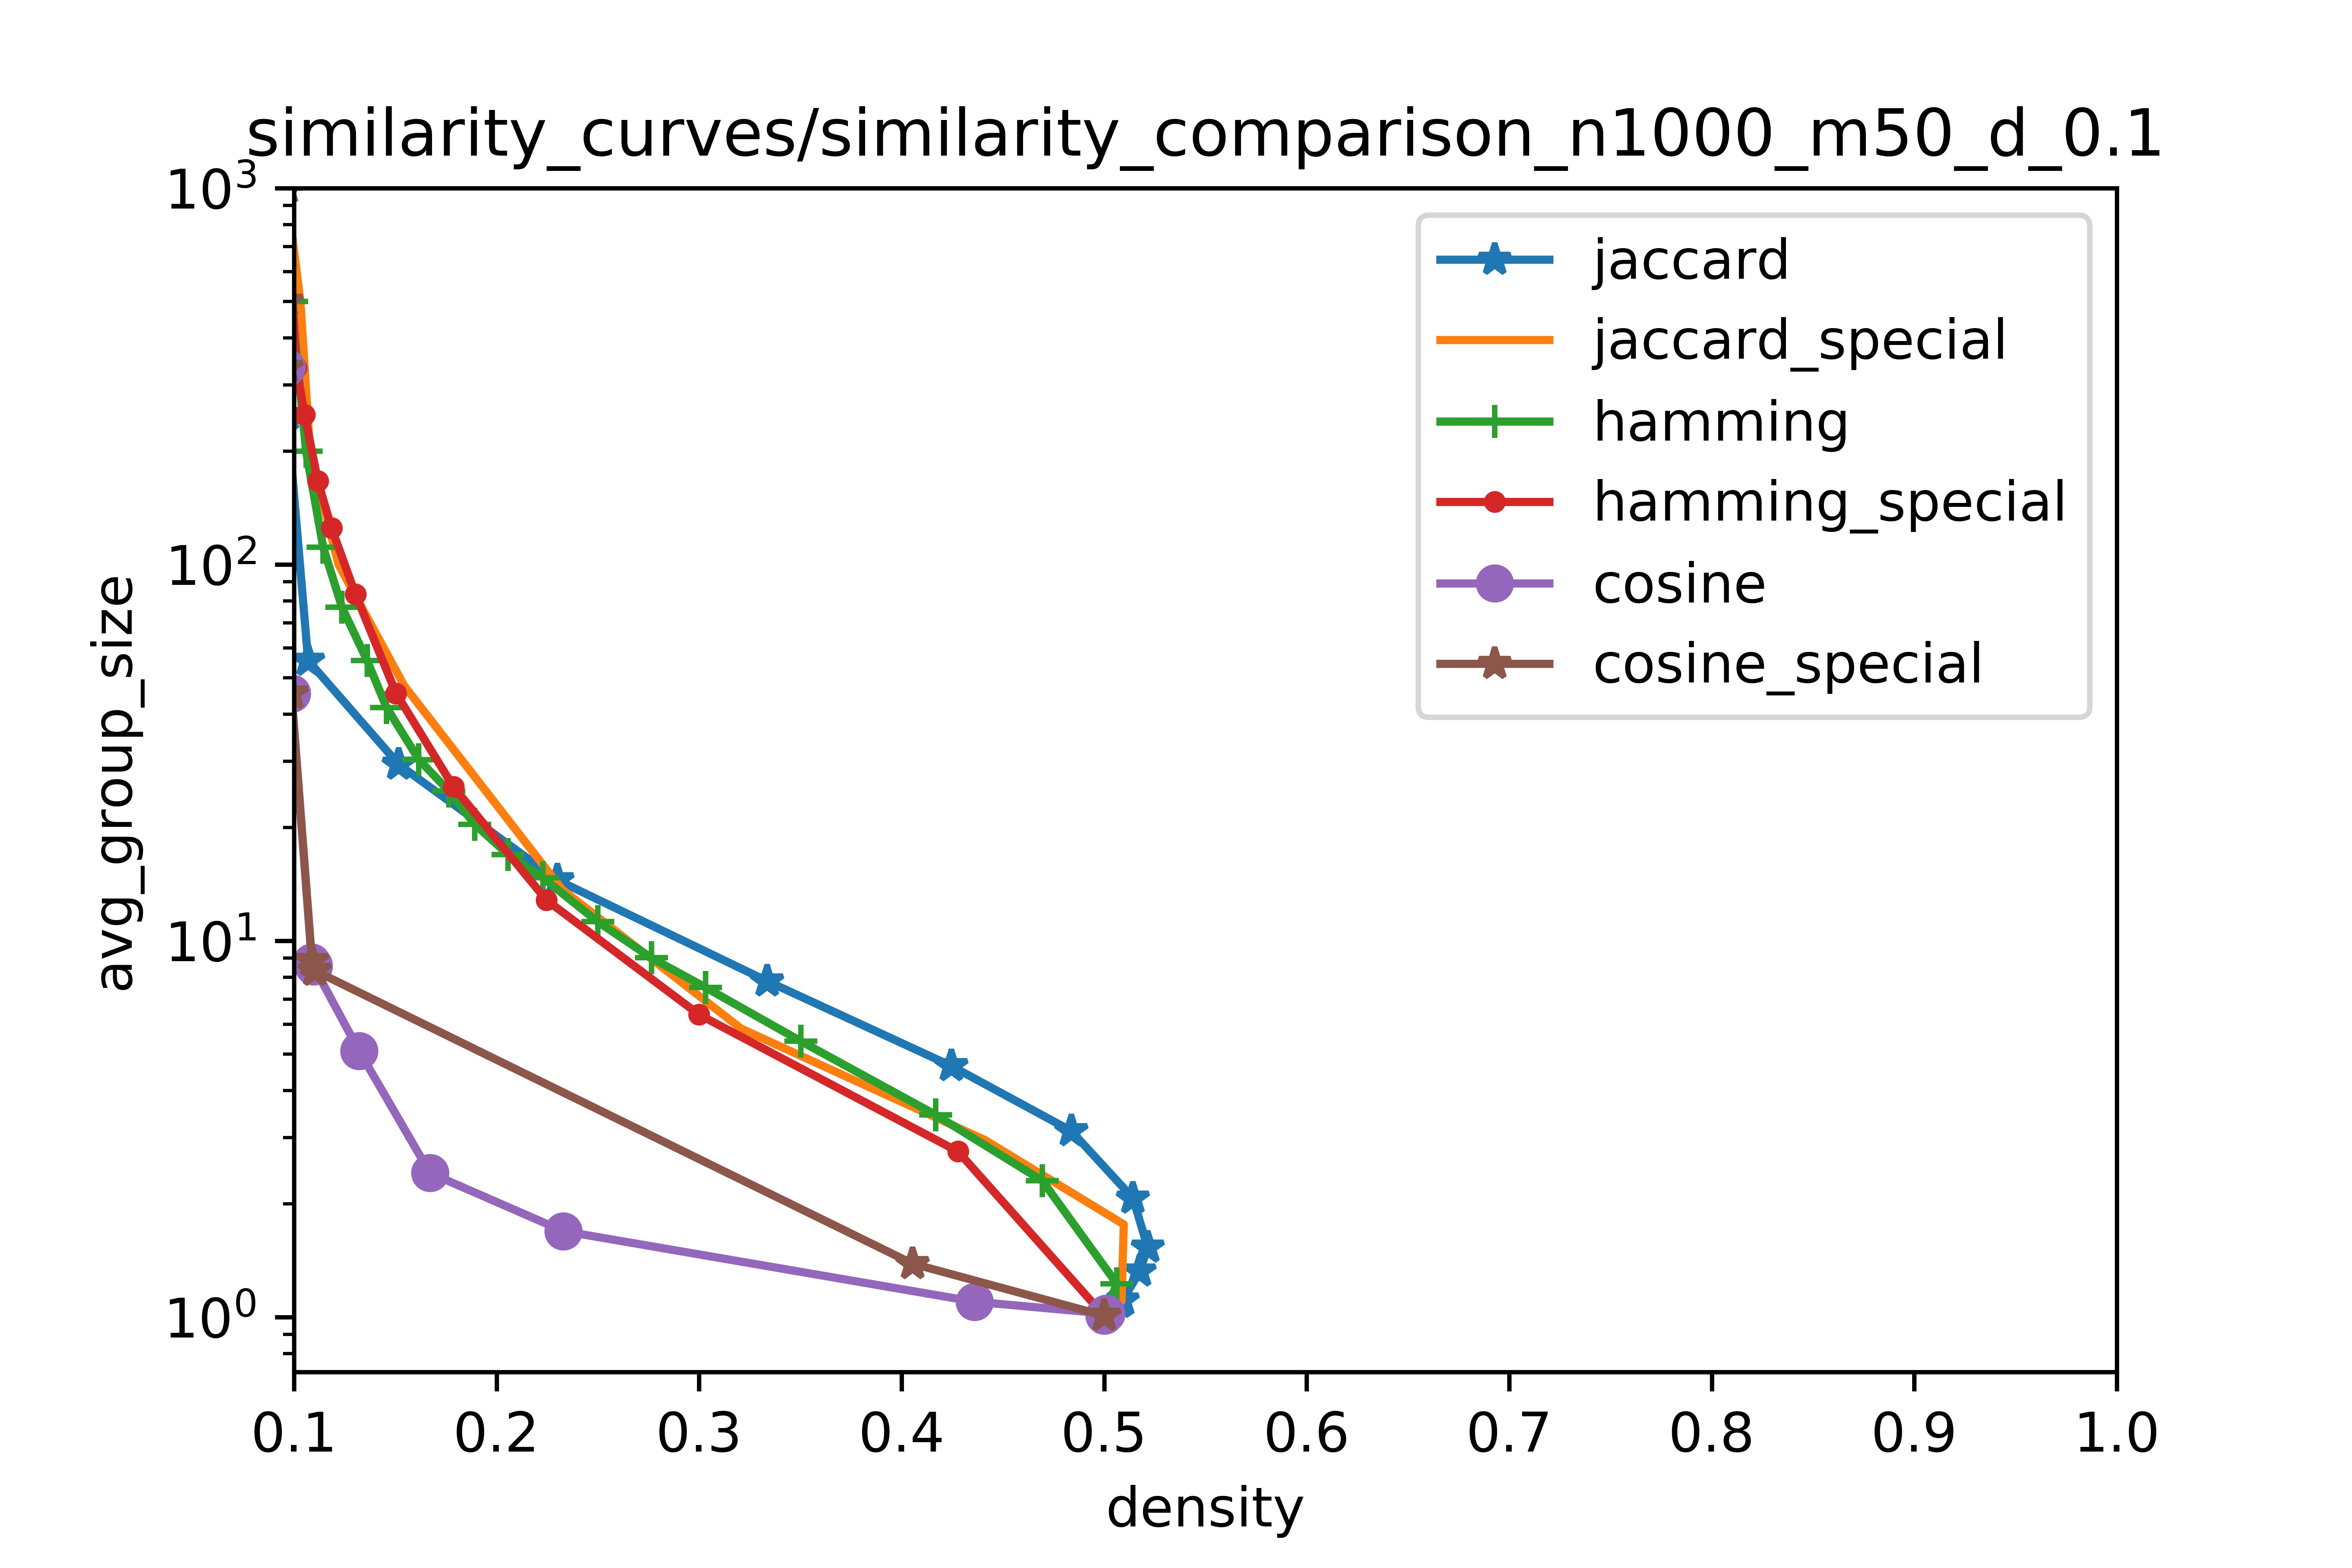 similarity_curves/similarity_comparison_n1000_m50_d_0.1
10³
10²
10¹
10⁰
avg_group_size
jaccard
jaccard_special
hamming
hamming_special
cosine
cosine_special
0.1 0.2 0.3 0.4 0.5 0.6 0.7 0.8 0.9 1.0
density